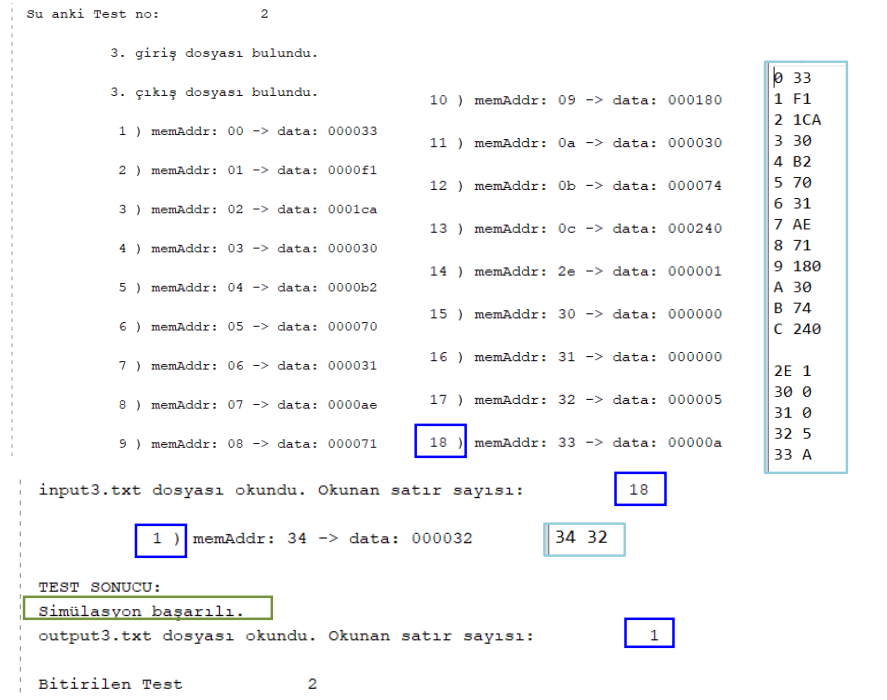 Su anki Test no: 2
3. giriş dosyası bulundu.
3. çıkış dosyası bulundu.
1 ) memAddr: 00 -> data: 000033
2 ) memAddr: 01 -> data: 0000f1
3 ) memAddr: 02 -> data: 0001ca
4 ) memAddr: 03 -> data: 000030
5 ) memAddr: 04 -> data: 0000b2
6 ) memAddr: 05 -> data: 000070
7 ) memAddr: 06 -> data: 000031
8 ) memAddr: 07 -> data: 0000ae
9 ) memAddr: 08 -> data: 000071
10 ) memAddr: 09 -> data: 000180
11 ) memAddr: 0a -> data: 000030
12 ) memAddr: 0b -> data: 000074
13 ) memAddr: 0c -> data: 000240
14 ) memAddr: 2e -> data: 000001
15 ) memAddr: 30 -> data: 000000
16 ) memAddr: 31 -> data: 000000
17 ) memAddr: 32 -> data: 000005
18 ) memAddr: 33 -> data: 00000a
0 33
1 F1
2 1CA
3 30
4 B2
5 70
6 31
7 AE
8 71
9 180
A 30
B 74
C 240
2E 1
30 0
31 0
32 5
33 A
input3.txt dosyası okundu. Okunan satır sayısı: 18
1 ) memAddr: 34 -> data: 000032
34 32
TEST SONUCU:
Simülasyon başarılı.
output3.txt dosyası okundu. Okunan satır sayısı: 1
Bitirilen Test 2